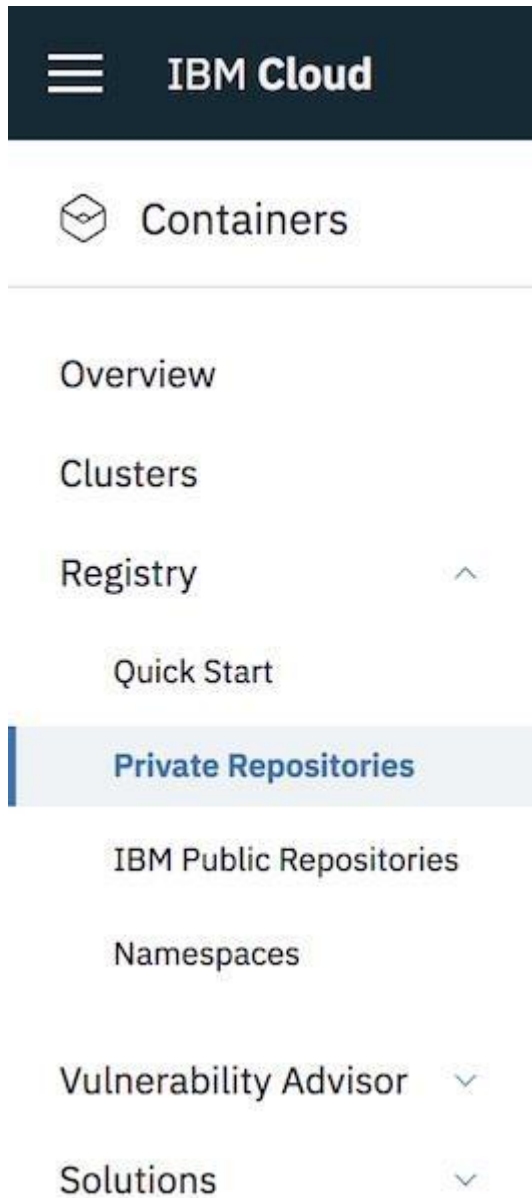 IBM Cloud
Containers
Overview
Clusters
Registry
Quick Start
Private Repositories
IBM Public Repositories
Namespaces
Vulnerability Advisor
Solutions